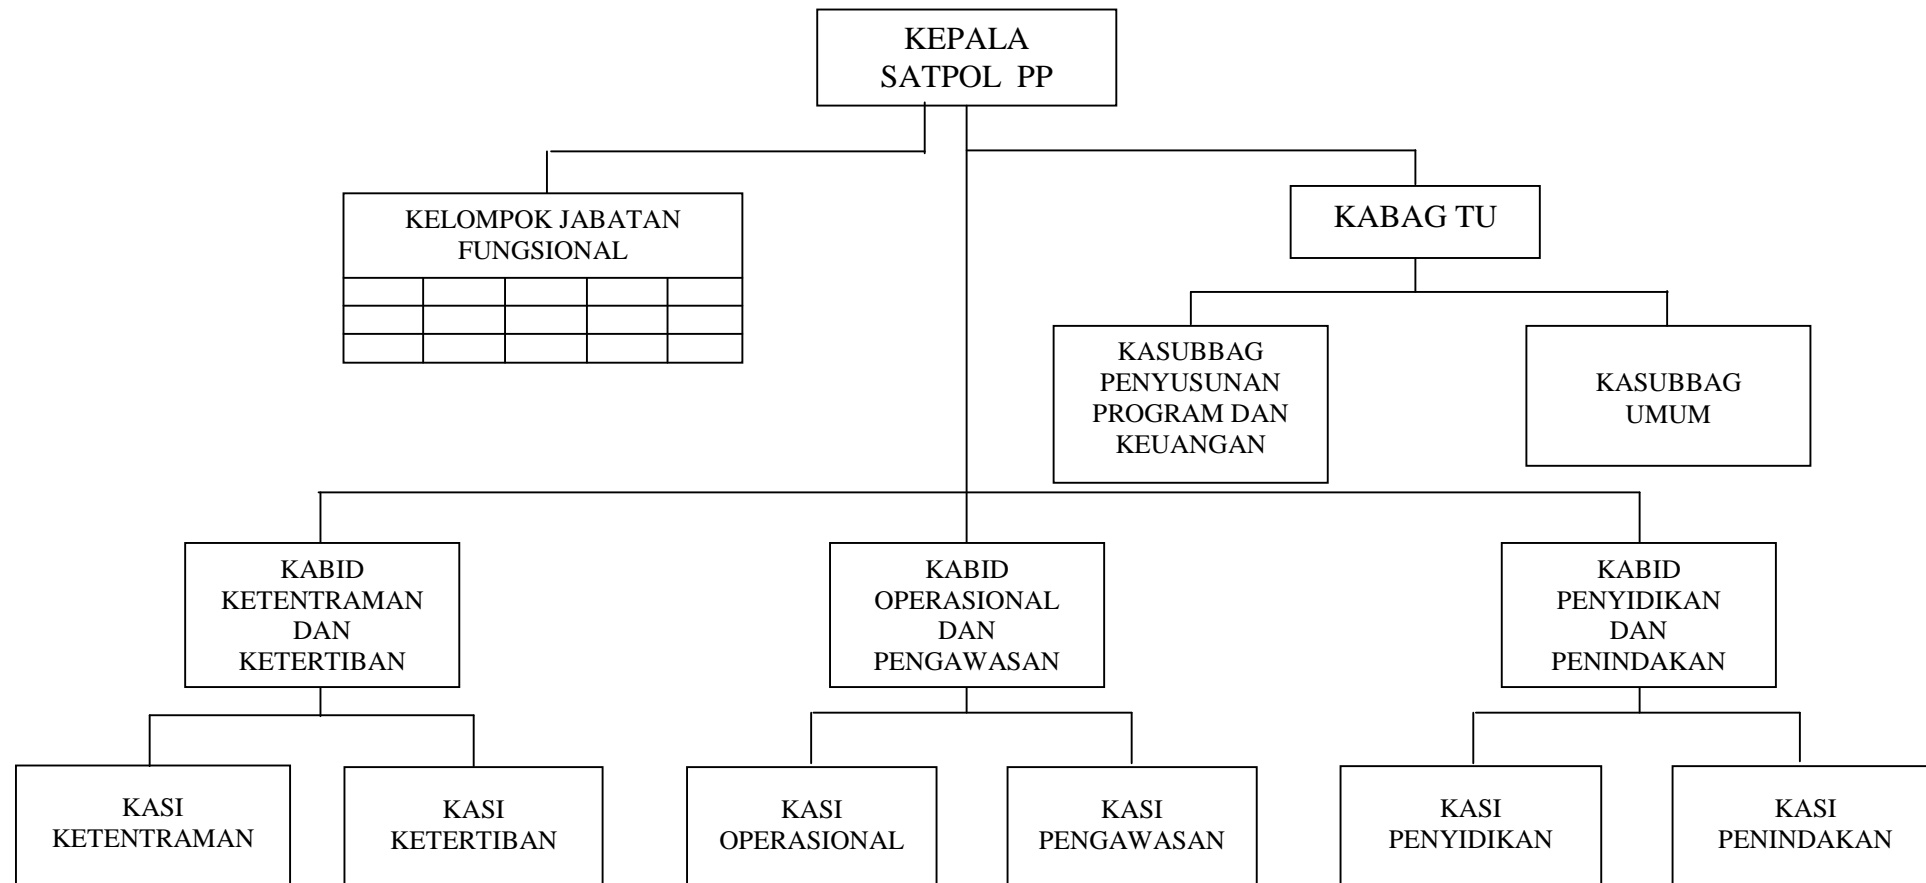 KEPALA
SATPOL PP
KELOMPOK JABATAN
FUNGSIONAL
KABAG TU
KASUBBAG
PENYUSUNAN
PROGRAM DAN
KEUANGAN
KASUBBAG
UMUM
KABID
KETENTRAMAN
DAN
KETERTIBAN
KABID
OPERASIONAL
DAN
PENGAWASAN
KABID
PENYIDIKAN
DAN
PENINDAKAN
KASI
KETENTRAMAN
KASI
KETERTIBAN
KASI
OPERASIONAL
KASI
PENGAWASAN
KASI
PENYIDIKAN
KASI
PENINDAKAN